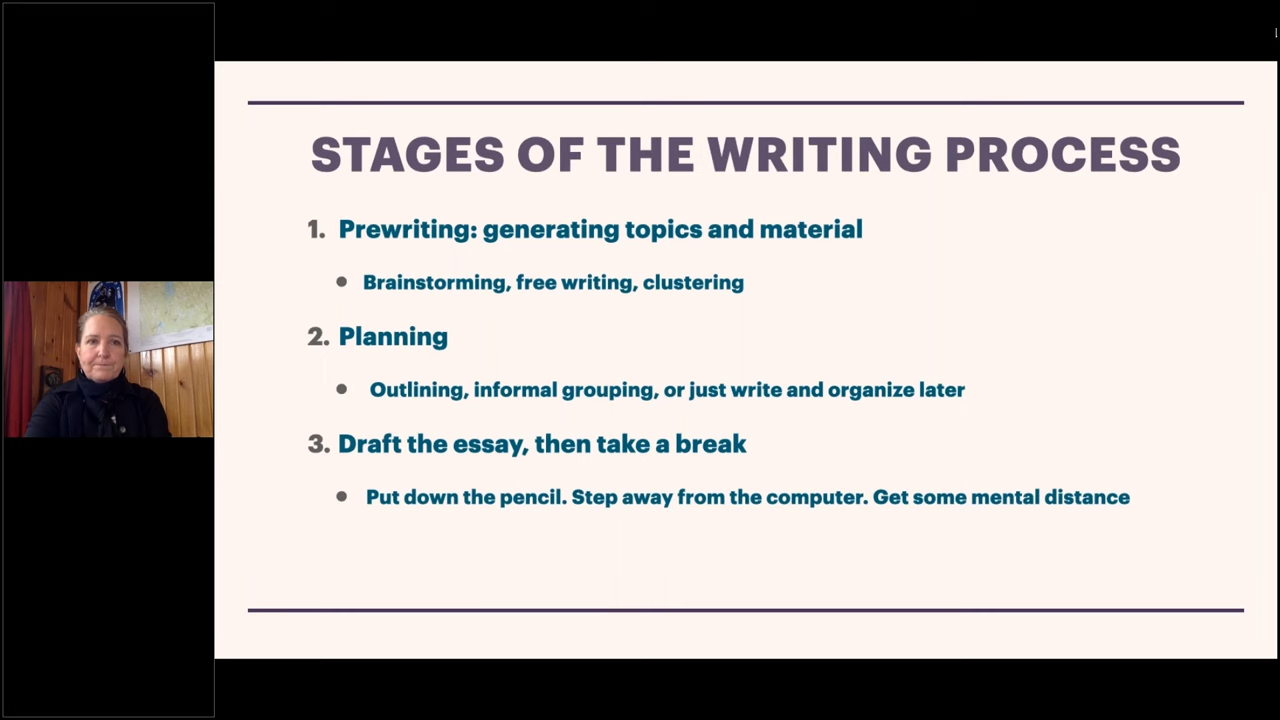 STAGES OF THE WRITING PROCESS
1. Prewriting: generating topics and material
• Brainstorming, free writing, clustering
2. Planning
• Outlining, informal grouping, or just write and organize later
3. Draft the essay, then take a break
• Put down the pencil. Step away from the computer. Get some mental distance